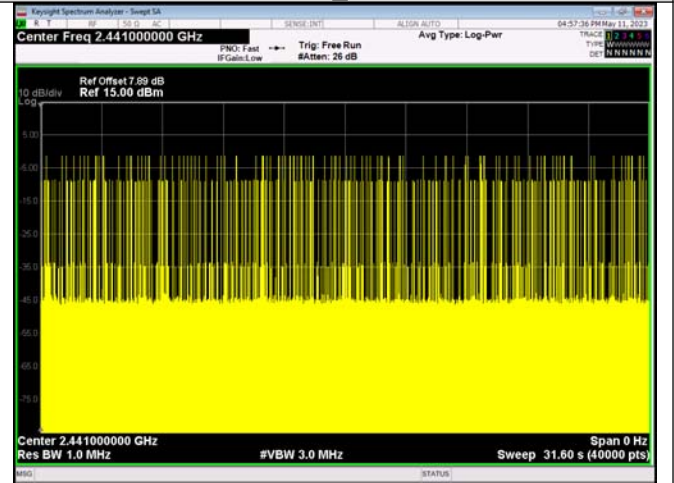 Keysight Spectrum Analyzer - Swept SA
R T RF 50 Ω AC SENSE:INT ALIGN AUTO 04:57:36 PM May 11, 2023
Center Freq 2.441000000 GHz Avg Type: Log-Pwr TRACE 1 2 3 4 5 6
PNO: Fast Trig: Free Run TYPE WWWWWW
IFGain:Low #Atten: 26 dB DET N N N N N N
Ref Offset 7.89 dB
10 dB/div Ref 15.00 dBm
Log
5.00
-5.00
-15.0
-25.0
-35.0
-45.0
-55.0
-65.0
-75.0
Center 2.441000000 GHz Span 0 Hz
Res BW 1.0 MHz #VBW 3.0 MHz Sweep 31.60 s (40000 pts)
MSG STATUS